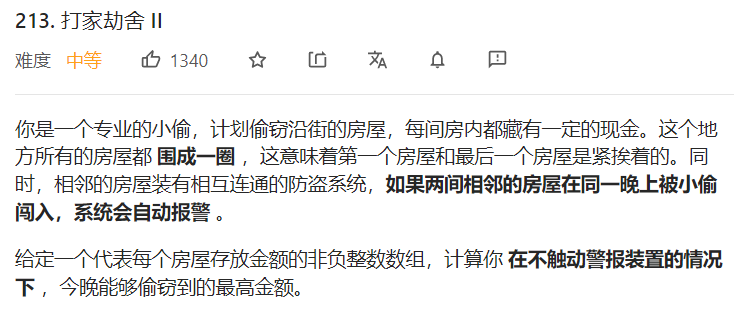 213. 打家劫舍 II
难度 中等 1340
你是一个专业的小偷，计划偷窃沿街的房屋，每间房内都藏有一定的现金。这个地
方所有的房屋都 围成一圈 ，这意味着第一个房屋和最后一个房屋是紧挨着的。同
时，相邻的房屋装有相互连通的防盗系统，如果两间相邻的房屋在同一晚上被小偷
闯入，系统会自动报警 。
给定一个代表每个房屋存放金额的非负整数数组，计算你 在不触动警报装置的情况
下 ，今晚能够偷窃到的最高金额。